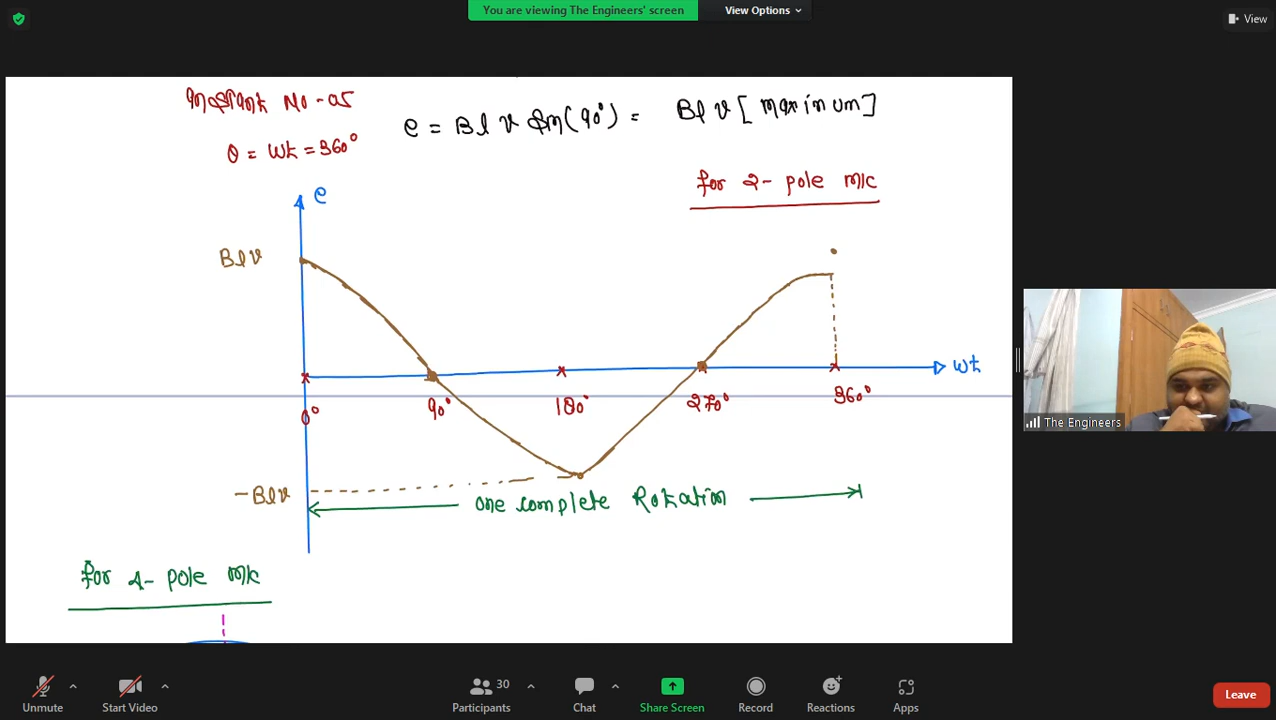 You are viewing The Engineers' screen
View Options
View
Instant No - 05
e = Blv Sin(90°) = Blv [maximum]
θ = wt = 360°
for 2- pole m/c
e
Blv
wt
0° 90° 180° 270° 360°
-Blv
one complete Rotation
for 4- pole m/c
The Engineers
30
Unmute
Start Video
Participants
Chat
Share Screen
Record
Reactions
Apps
Leave